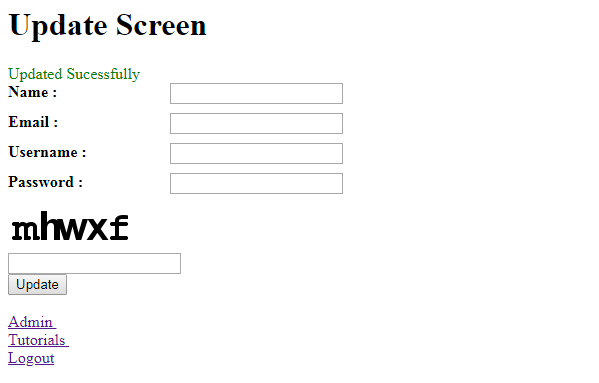 Update Screen
Updated Sucessfully
Name :
Email :
Username :
Password :
mhwxf
Update
Admin
Tutorials
Logout